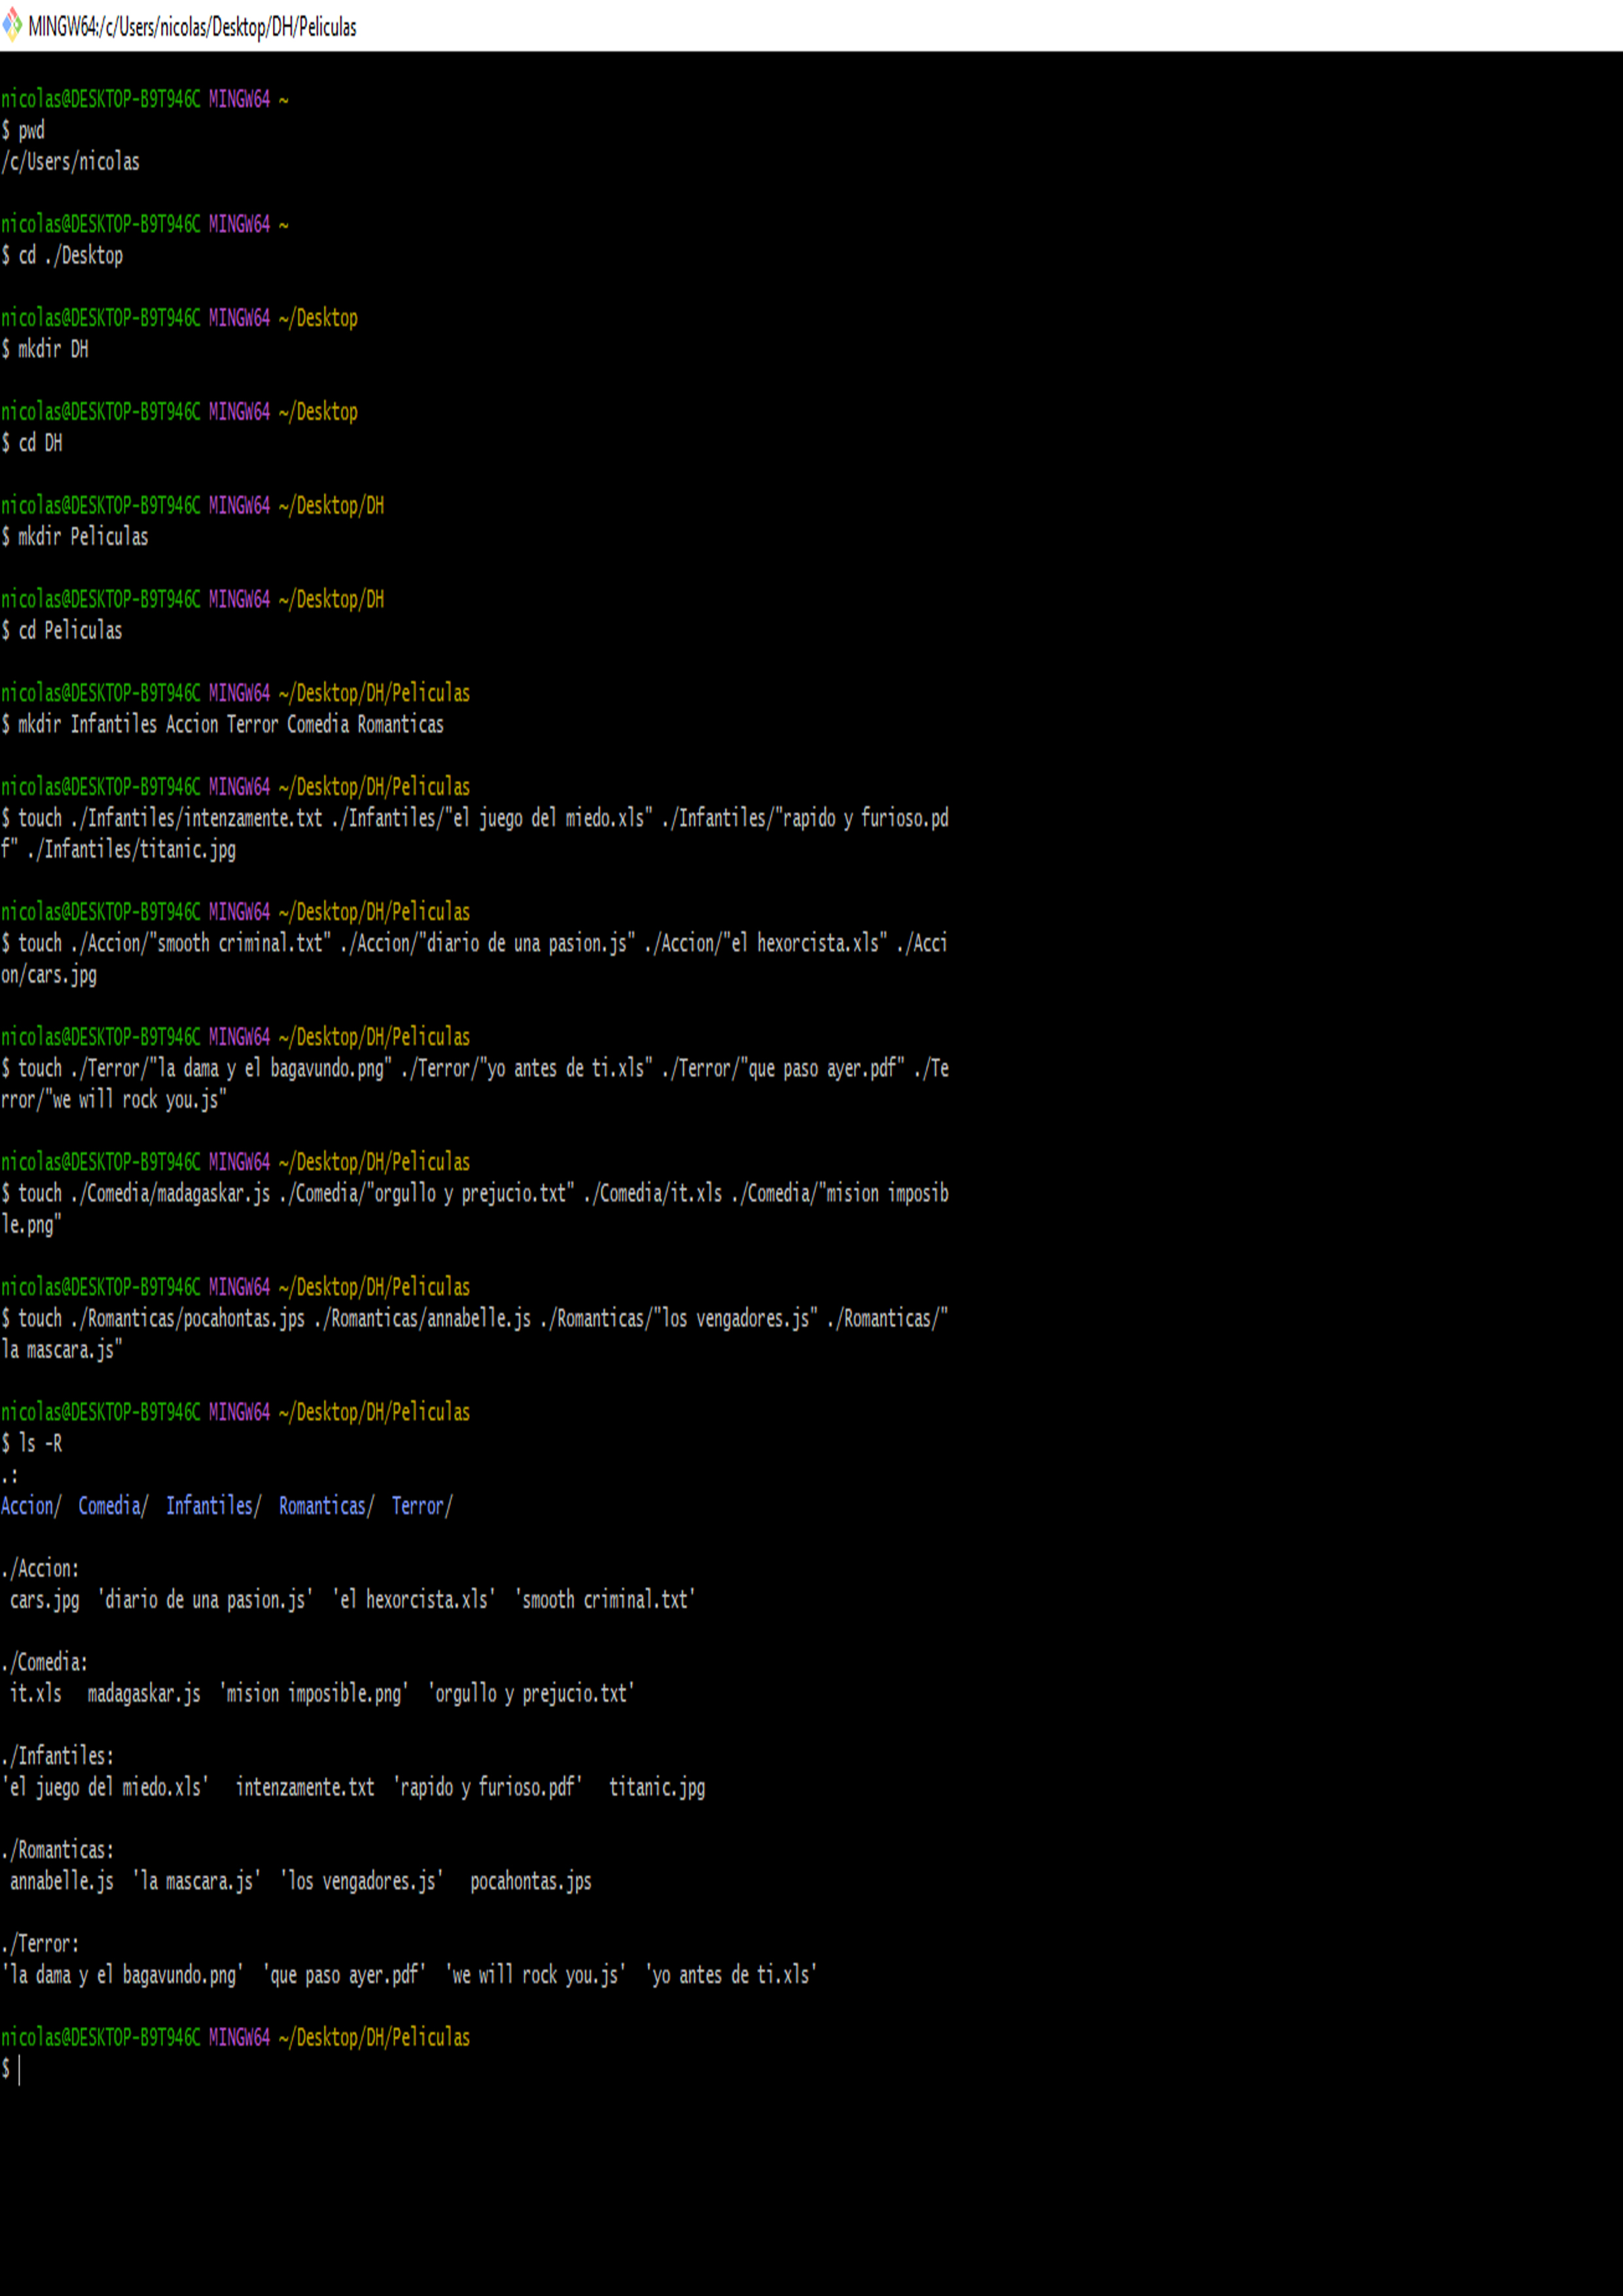 MINGW64:/c/Users/nicolas/Desktop/DH/Peliculas
nicolas@DESKTOP-B9T946C MINGW64 ~
$ pwd
/c/Users/nicolas
nicolas@DESKTOP-B9T946C MINGW64 ~
$ cd ./Desktop
nicolas@DESKTOP-B9T946C MINGW64 ~/Desktop
$ mkdir DH
nicolas@DESKTOP-B9T946C MINGW64 ~/Desktop
$ cd DH
nicolas@DESKTOP-B9T946C MINGW64 ~/Desktop/DH
$ mkdir Peliculas
nicolas@DESKTOP-B9T946C MINGW64 ~/Desktop/DH
$ cd Peliculas
nicolas@DESKTOP-B9T946C MINGW64 ~/Desktop/DH/Peliculas
$ mkdir Infantiles Accion Terror Comedia Romanticas
nicolas@DESKTOP-B9T946C MINGW64 ~/Desktop/DH/Peliculas
$ touch ./Infantiles/intenzamente.txt ./Infantiles/"el juego del miedo.xls" ./Infantiles/"rapido y furioso.pd
f" ./Infantiles/titanic.jpg
nicolas@DESKTOP-B9T946C MINGW64 ~/Desktop/DH/Peliculas
$ touch ./Accion/"smooth criminal.txt" ./Accion/"diario de una pasion.js" ./Accion/"el hexorcista.xls" ./Acci
on/cars.jpg
nicolas@DESKTOP-B9T946C MINGW64 ~/Desktop/DH/Peliculas
$ touch ./Terror/"la dama y el bagavundo.png" ./Terror/"yo antes de ti.xls" ./Terror/"que paso ayer.pdf" ./Te
rror/"we will rock you.js"
nicolas@DESKTOP-B9T946C MINGW64 ~/Desktop/DH/Peliculas
$ touch ./Comedia/madagaskar.js ./Comedia/"orgullo y prejucio.txt" ./Comedia/it.xls ./Comedia/"mision imposib
le.png"
nicolas@DESKTOP-B9T946C MINGW64 ~/Desktop/DH/Peliculas
$ touch ./Romanticas/pocahontas.jps ./Romanticas/annabelle.js ./Romanticas/"los vengadores.js" ./Romanticas/"
la mascara.js"
nicolas@DESKTOP-B9T946C MINGW64 ~/Desktop/DH/Peliculas
$ ls -R
.:
Accion/ Comedia/ Infantiles/ Romanticas/ Terror/
./Accion:
cars.jpg 'diario de una pasion.js' 'el hexorcista.xls' 'smooth criminal.txt'
./Comedia:
it.xls madagaskar.js 'mision imposible.png' 'orgullo y prejucio.txt'
./Infantiles:
'el juego del miedo.xls' intenzamente.txt 'rapido y furioso.pdf' titanic.jpg
./Romanticas:
annabelle.js 'la mascara.js' 'los vengadores.js' pocahontas.jps
./Terror:
'la dama y el bagavundo.png' 'que paso ayer.pdf' 'we will rock you.js' 'yo antes de ti.xls'
nicolas@DESKTOP-B9T946C MINGW64 ~/Desktop/DH/Peliculas
$